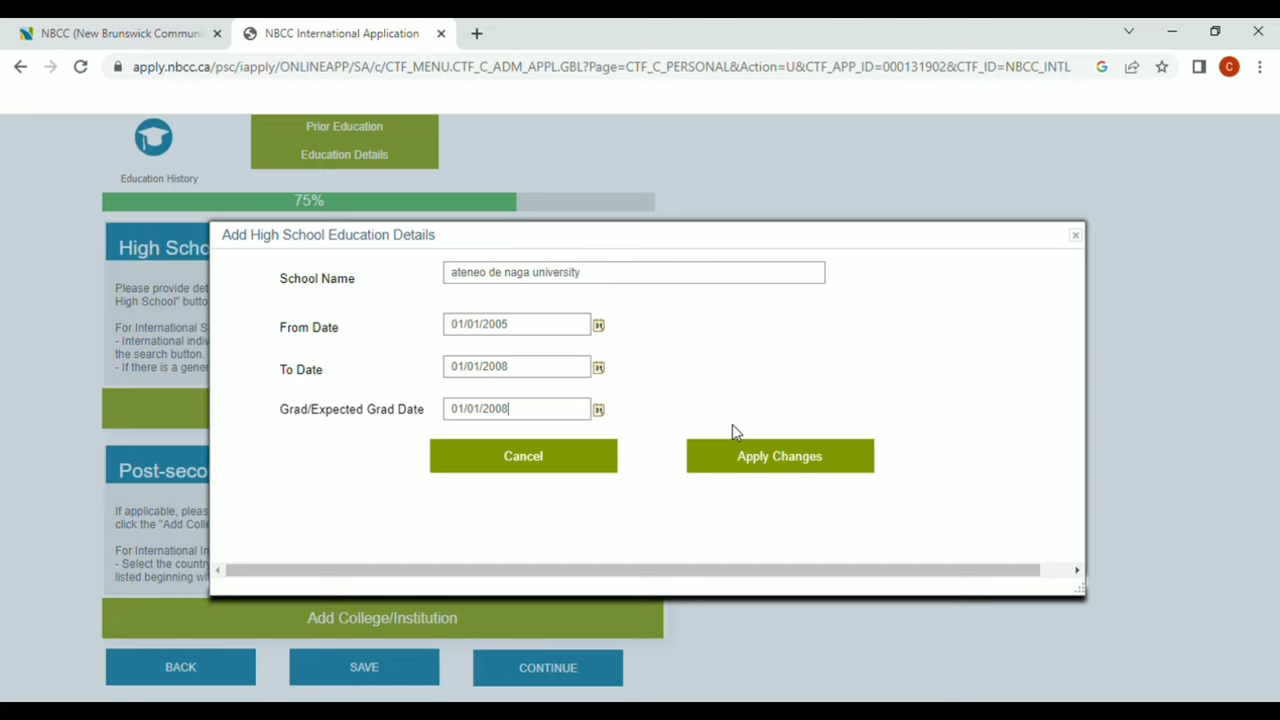 NBCC (New Brunswick Commun
NBCC International Application
apply.nbcc.ca/psc/iapply/ONLINEAPP/SA/c/CTF_MENU.CTF_C_ADM_APPL.GBL?Page=CTF_C_PERSONAL&Action=U&CTF_APP_ID=000131902&CTF_ID=NBCC_INTL
C
Prior Education
Education Details
Education History
75%
High Scho
Please provide det
High School" butto
For International S
- International indiv
the search button.
- If there is a gener
Add High School Education Details
School Name
ateneo de naga university
From Date
01/01/2005
31
To Date
01/01/2008
31
Grad/Expected Grad Date
01/01/2008
31
Cancel
Apply Changes
Post-seco
If applicable, pleas
click the "Add Colle
For International In
- Select the country
listed beginning wi
Add College/Institution
BACK
SAVE
CONTINUE